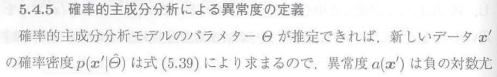 5.4.5 確率的主成分分析による異常度の定義
確率的主成分分析モデルのパラメター Θ が推定できれば，新しいデータ x′
の確率密度 p(x′|Θ̂) は式 (5.39) により求まるので，異常度 a(x′) は負の対数尤